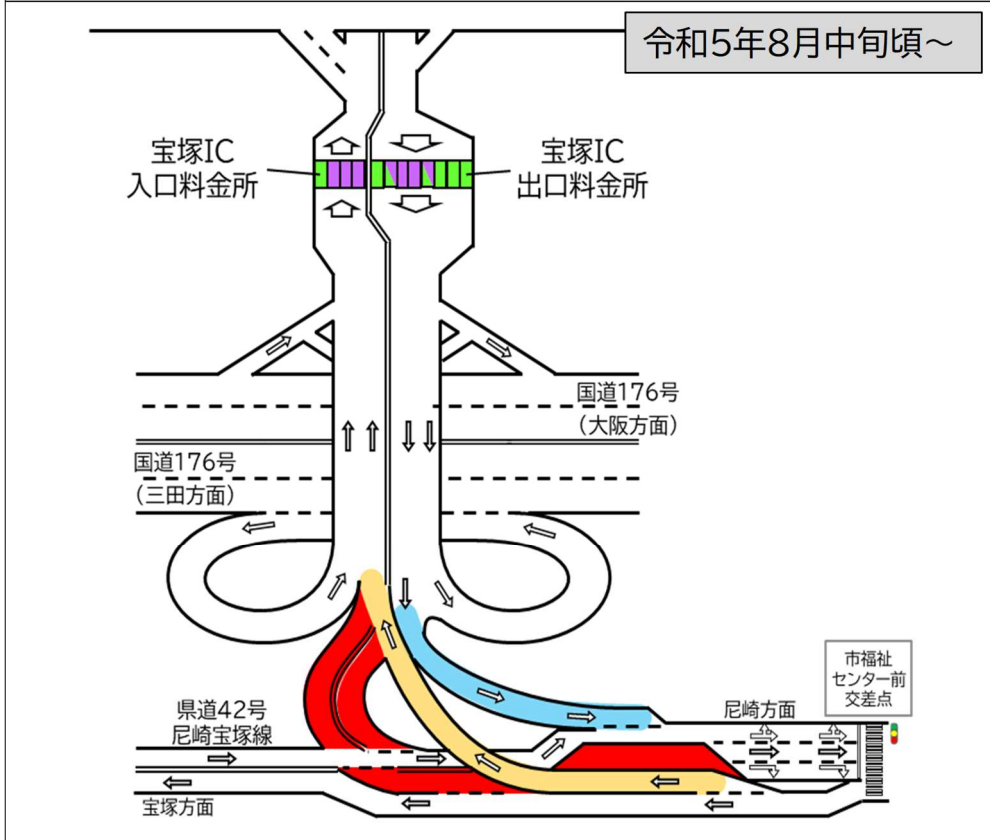 令和5年8月中旬頃～
宝塚IC
入口料金所
宝塚IC
出口料金所
国道176号
(大阪方面)
国道176号
(三田方面)
市福祉
センター前
交差点
県道42号
尼崎宝塚線
尼崎方面
宝塚方面